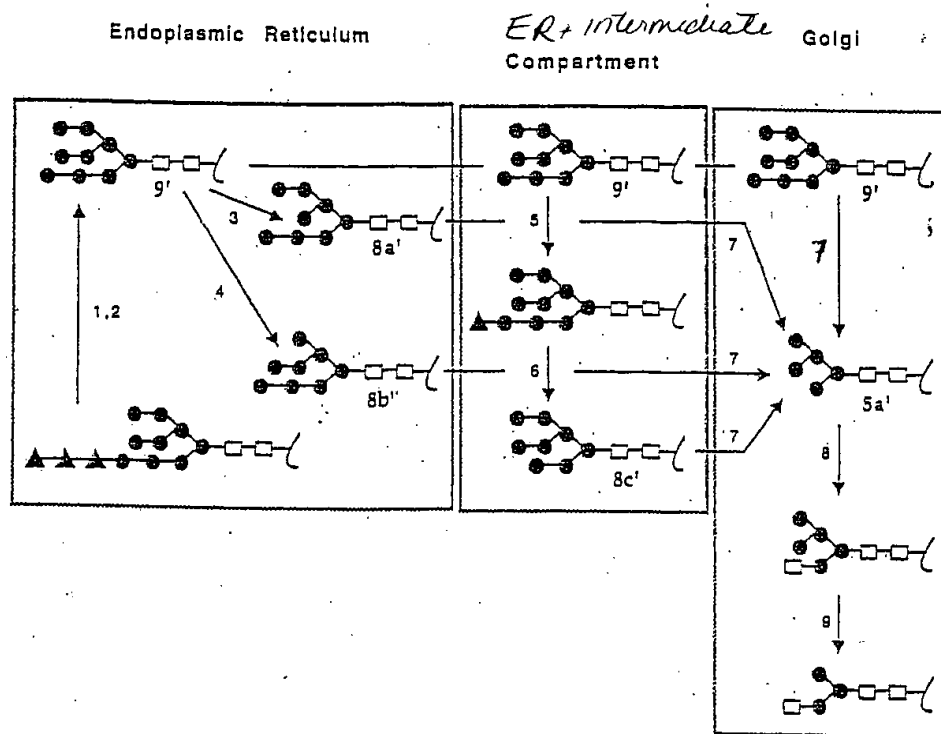 Endoplasmic Reticulum
ER + intermediate
Compartment
Golgi
9'
3
8a'
4
1,2
8b"
9'
5
6
8c'
7
7
7
9'
7
5a'
8
9